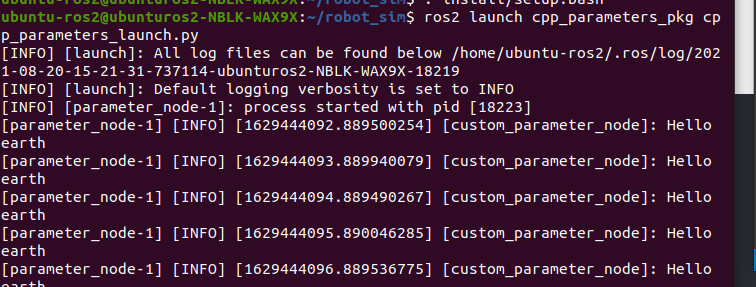 ubuntu-ros2@ubunturos2-NBLK-WAX9X:~/robot_sim$ . install/setup.bash
ubuntu-ros2@ubunturos2-NBLK-WAX9X:~/robot_sim$ ros2 launch cpp_parameters_pkg cp
p_parameters_launch.py
[INFO] [launch]: All log files can be found below /home/ubuntu-ros2/.ros/log/202
1-08-20-15-21-31-737114-ubunturos2-NBLK-WAX9X-18219
[INFO] [launch]: Default logging verbosity is set to INFO
[INFO] [parameter_node-1]: process started with pid [18223]
[parameter_node-1] [INFO] [1629444092.889500254] [custom_parameter_node]: Hello
earth
[parameter_node-1] [INFO] [1629444093.889940079] [custom_parameter_node]: Hello
earth
[parameter_node-1] [INFO] [1629444094.889490267] [custom_parameter_node]: Hello
earth
[parameter_node-1] [INFO] [1629444095.890046285] [custom_parameter_node]: Hello
earth
[parameter_node-1] [INFO] [1629444096.889536775] [custom_parameter_node]: Hello
earth